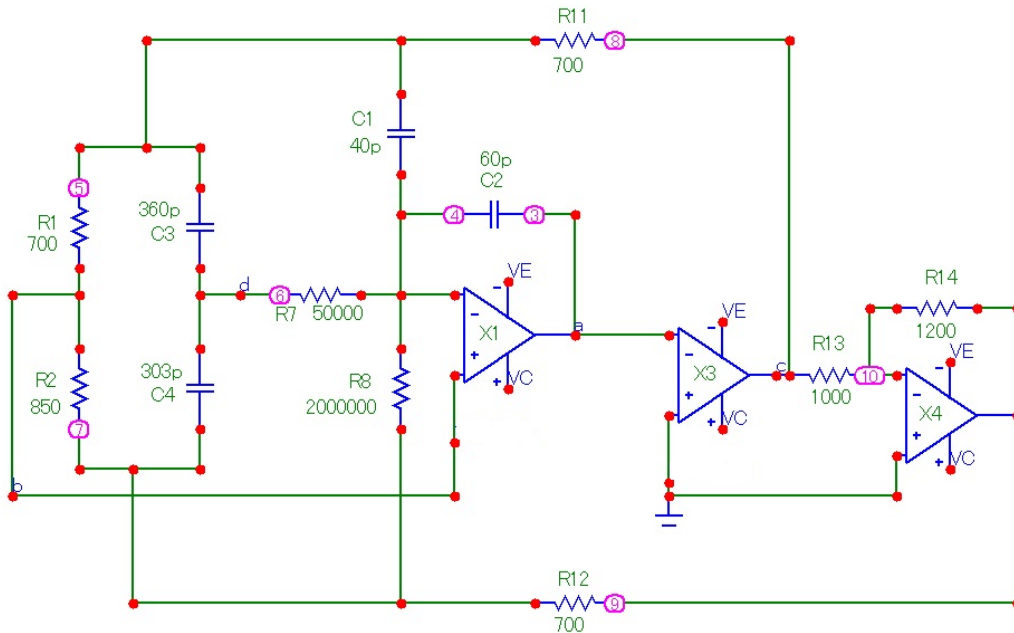 R11
8
700
C1
40p
60p
C2
4
3
5
R1
700
360p
C3
d
6
R7
50000
VE
X1
a
VC
R2
850
7
303p
C4
R8
2000000
b
VE
X3
c
VC
R13
1000
10
R14
1200
VE
X4
VC
R12
9
700